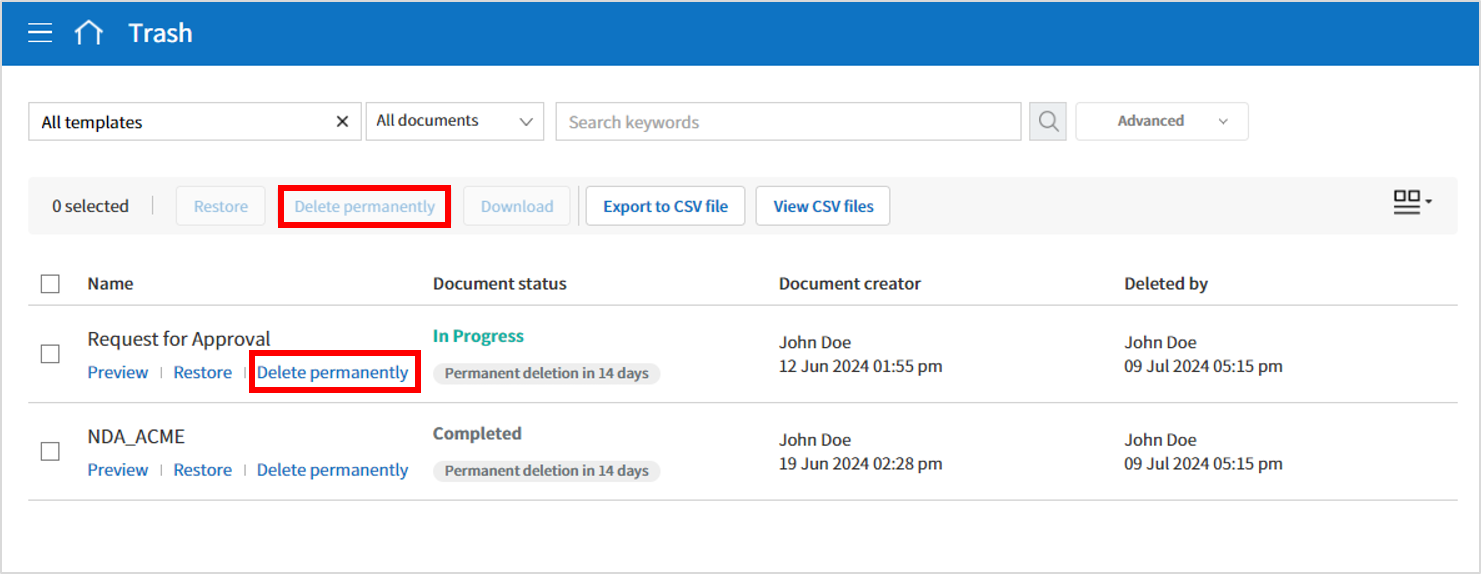 Trash
All templates All documents Search keywords Advanced
0 selected Restore Delete permanently Download Export to CSV file View CSV files
Name Document status Document creator Deleted by
Request for Approval In Progress John Doe John Doe
12 Jun 2024 01:55 pm 09 Jul 2024 05:15 pm
Preview Restore Delete permanently Permanent deletion in 14 days
NDA_ACME Completed John Doe John Doe
19 Jun 2024 02:28 pm 09 Jul 2024 05:15 pm
Preview Restore Delete permanently Permanent deletion in 14 days